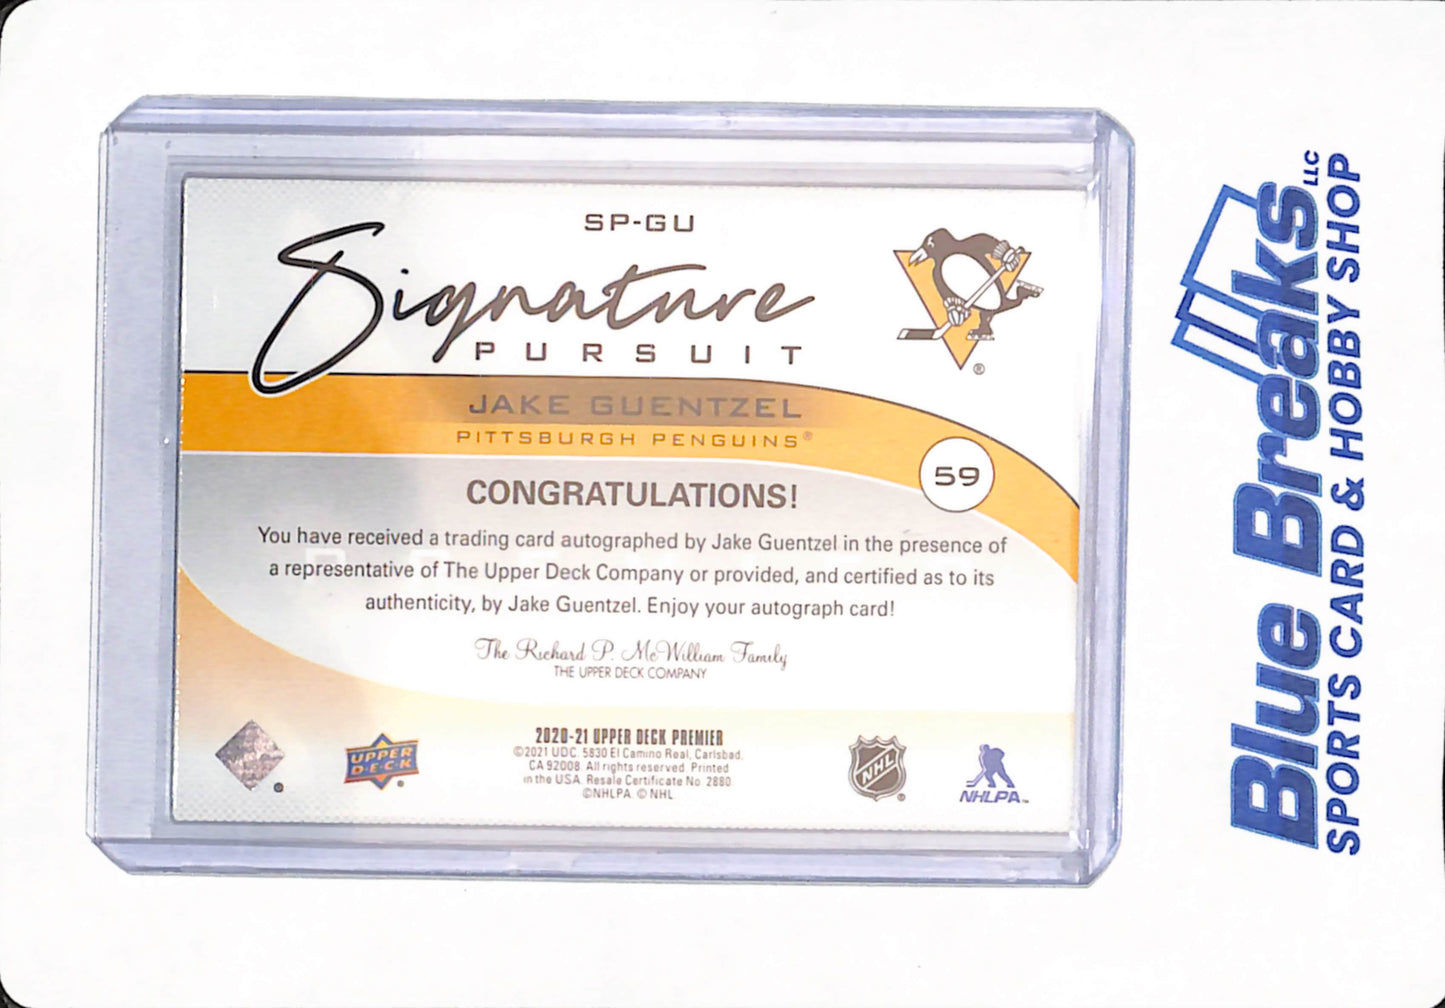 SP-GU
Signature
PURSUIT
JAKE GUENTZEL
PITTSBURGH PENGUINS®
59
CONGRATULATIONS!
You have received a trading card autographed by Jake Guentzel in the presence of
a representative of The Upper Deck Company or provided, and certified as to its
authenticity, by Jake Guentzel. Enjoy your autograph card!
The Richard P. McWilliam Family
THE UPPER DECK COMPANY
UPPER
D·E·C·K
2020-21 UPPER DECK PREMIER
©2021 UDC. 5830 El Camino Real, Carlsbad,
CA 92008. All rights reserved. Printed
in the USA. Resale Certificate No. 2880.
©NHLPA. © NHL
NHL
NHLPA™
Blue Breaks LLC
SPORTS CARD & HOBBY SHOP